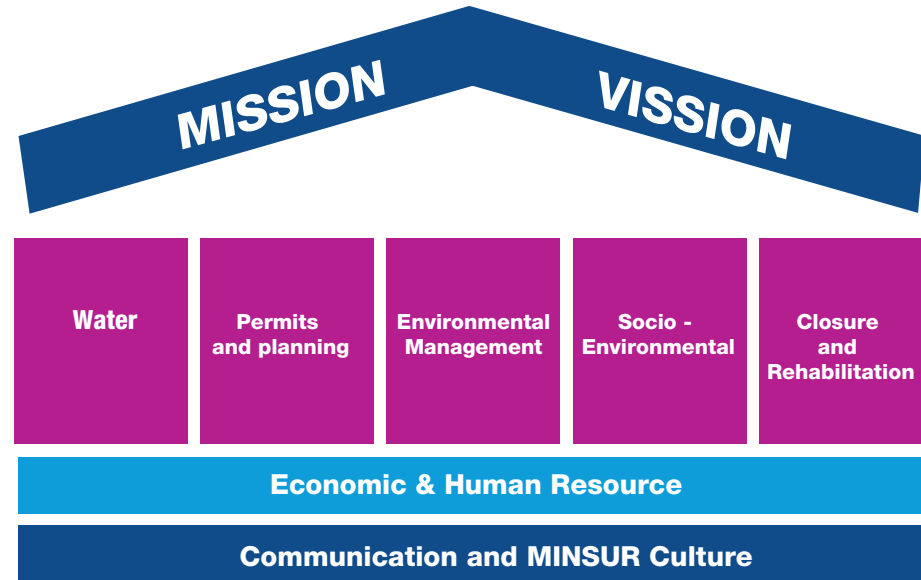 MISSION
VISSION
Water
Permits
and planning
Environmental
Management
Socio -
Environmental
Closure
and
Rehabilitation
Economic & Human Resource
Communication and MINSUR Culture